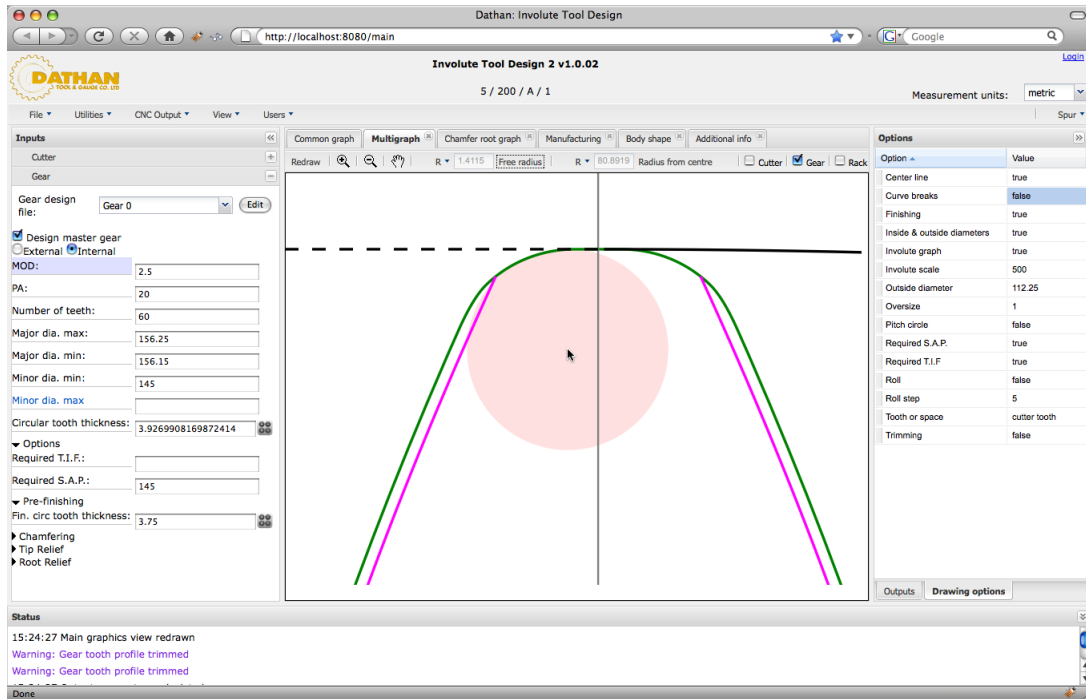 Dathan: Involute Tool Design
http://localhost:8080/main
Google
DATHAN
TOOL & GAUGE CO. LTD
Involute Tool Design 2 v1.0.02
Login
5 / 200 / A / 1
Measurement units: metric
File Utilities CNC Output View Users Spur
Inputs
Cutter
Gear
Gear design file: Gear 0 Edit
Design master gear
External Internal
MOD: 2.5
PA: 20
Number of teeth: 60
Major dia. max: 156.25
Major dia. min: 156.15
Minor dia. min: 145
Minor dia. max
Circular tooth thickness: 3.9269908169872414
Options
Required T.I.F.:
Required S.A.P.: 145
Pre-finishing
Fin. circ tooth thickness: 3.75
Chamfering
Tip Relief
Root Relief
Common graph Multigraph Chamfer root graph Manufacturing Body shape Additional info
Redraw R 1.4115 Free radius R 80.8919 Radius from centre Cutter Gear Rack
Options
Option Value
Center line true
Curve breaks false
Finishing true
Inside & outside diameters true
Involute graph true
Involute scale 500
Outside diameter 112.25
Oversize 1
Pitch circle false
Required S.A.P. true
Required T.I.F true
Roll false
Roll step 5
Tooth or space cutter tooth
Trimming false
Outputs Drawing options
Status
15:24:27 Main graphics view redrawn
Warning: Gear tooth profile trimmed
Warning: Gear tooth profile trimmed
Done